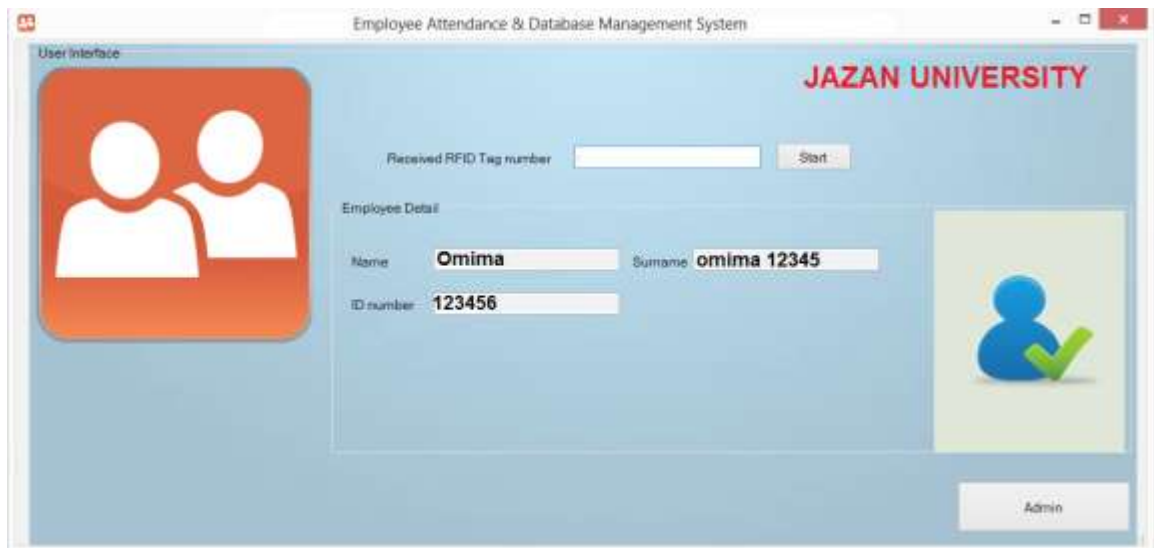 Employee Attendance & Database Management System
User Interface
JAZAN UNIVERSITY
Received RFID Tag number Start
Employee Detail
Name Omima Surname omima 12345
ID number 123456
Admin